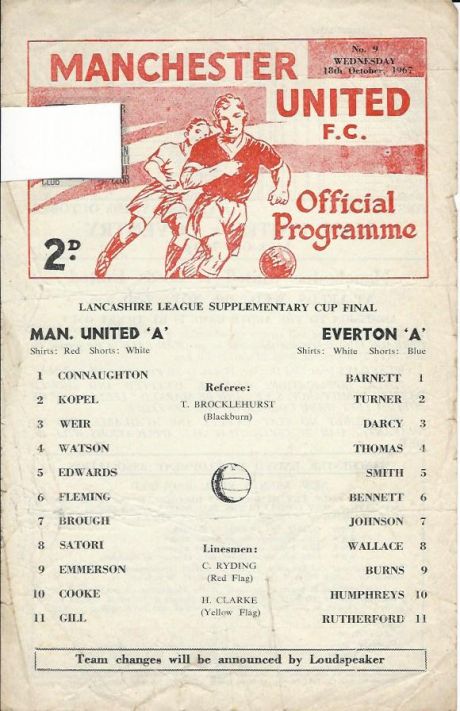 No. 9
WEDNESDAY
18th October, 1967
MANCHESTER
UNITED
F.C.
CLUB
CLUB
Official
Programme
2D.
LANCASHIRE LEAGUE SUPPLEMENTARY CUP FINAL
MAN. UNITED 'A' EVERTON 'A'
Shirts: Red Shorts: White Shirts: White Shorts: Blue
1 CONNAUGHTON BARNETT 1
Referee:
2 KOPEL TURNER 2
T. BROCKLEHURST
(Blackburn)
3 WEIR DARCY 3
4 WATSON THOMAS 4
5 EDWARDS SMITH 5
6 FLEMING BENNETT 6
7 BROUGH JOHNSON 7
8 SATORI WALLACE 8
Linesmen:
9 EMMERSON BURNS 9
C. RYDING
(Red Flag)
10 COOKE HUMPHREYS 10
H. CLARKE
(Yellow Flag)
11 GILL RUTHERFORD 11
Team changes will be announced by Loudspeaker